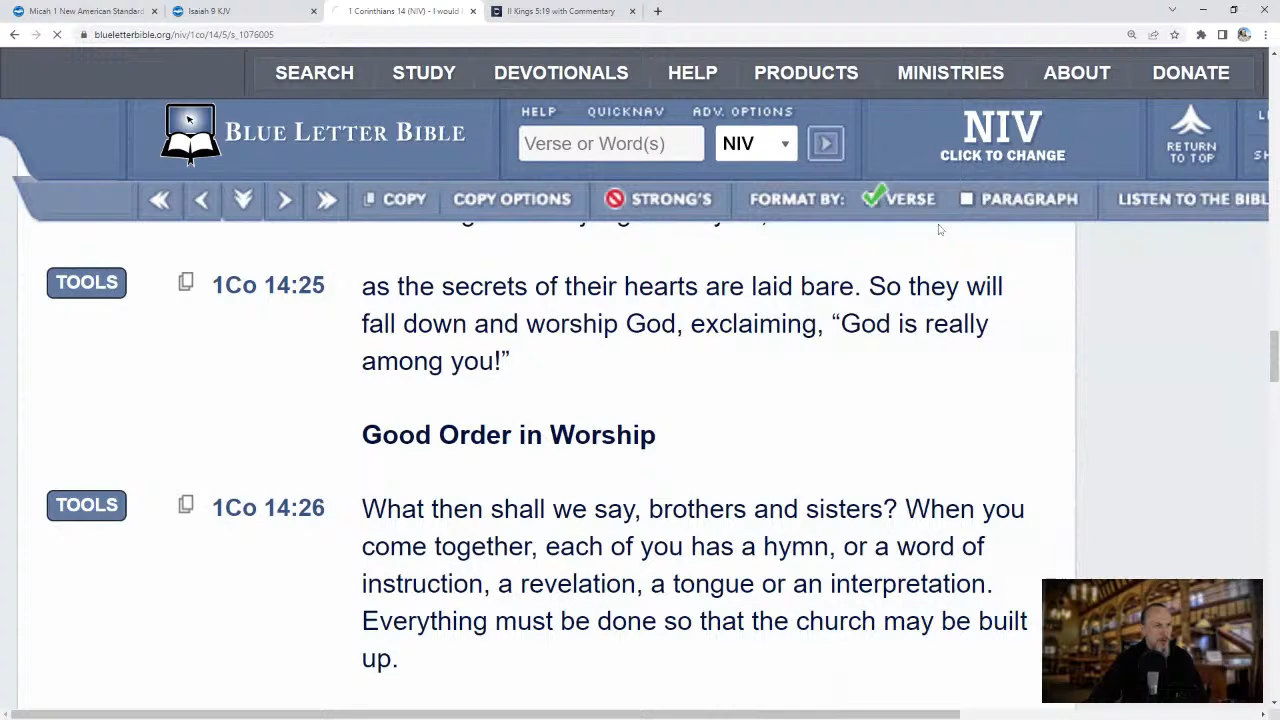 Micah 1 New American Standard
Isaiah 9 KJV
1 Corinthians 14 (NIV) - I would l
II Kings 5:19 with Commentary
blueletterbible.org/niv/1co/14/5/s_1076005
SEARCH STUDY DEVOTIONALS HELP PRODUCTS MINISTRIES ABOUT DONATE
HELP QUICKNAV ADV. OPTIONS
BLUE LETTER BIBLE
Verse or Word(s)
NIV
NIV
CLICK TO CHANGE
RETURN
TO TOP
COPY COPY OPTIONS STRONG'S FORMAT BY: VERSE PARAGRAPH LISTEN TO THE BIBL
TOOLS 1Co 14:25 as the secrets of their hearts are laid bare. So they will
fall down and worship God, exclaiming, “God is really
among you!”
Good Order in Worship
TOOLS 1Co 14:26 What then shall we say, brothers and sisters? When you
come together, each of you has a hymn, or a word of
instruction, a revelation, a tongue or an interpretation.
Everything must be done so that the church may be built
up.